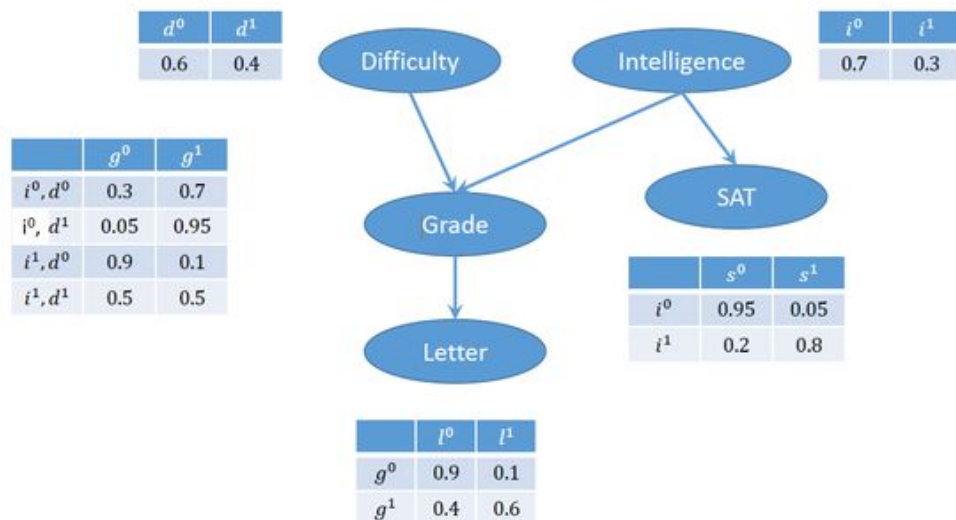 d⁰ d¹
0.6 0.4
Difficulty
Intelligence
i⁰ i¹
0.7 0.3
g⁰ g¹
i⁰, d⁰ 0.3 0.7
i⁰, d¹ 0.05 0.95
i¹, d⁰ 0.9 0.1
i¹, d¹ 0.5 0.5
Grade
SAT
s⁰ s¹
i⁰ 0.95 0.05
i¹ 0.2 0.8
Letter
l⁰ l¹
g⁰ 0.9 0.1
g¹ 0.4 0.6